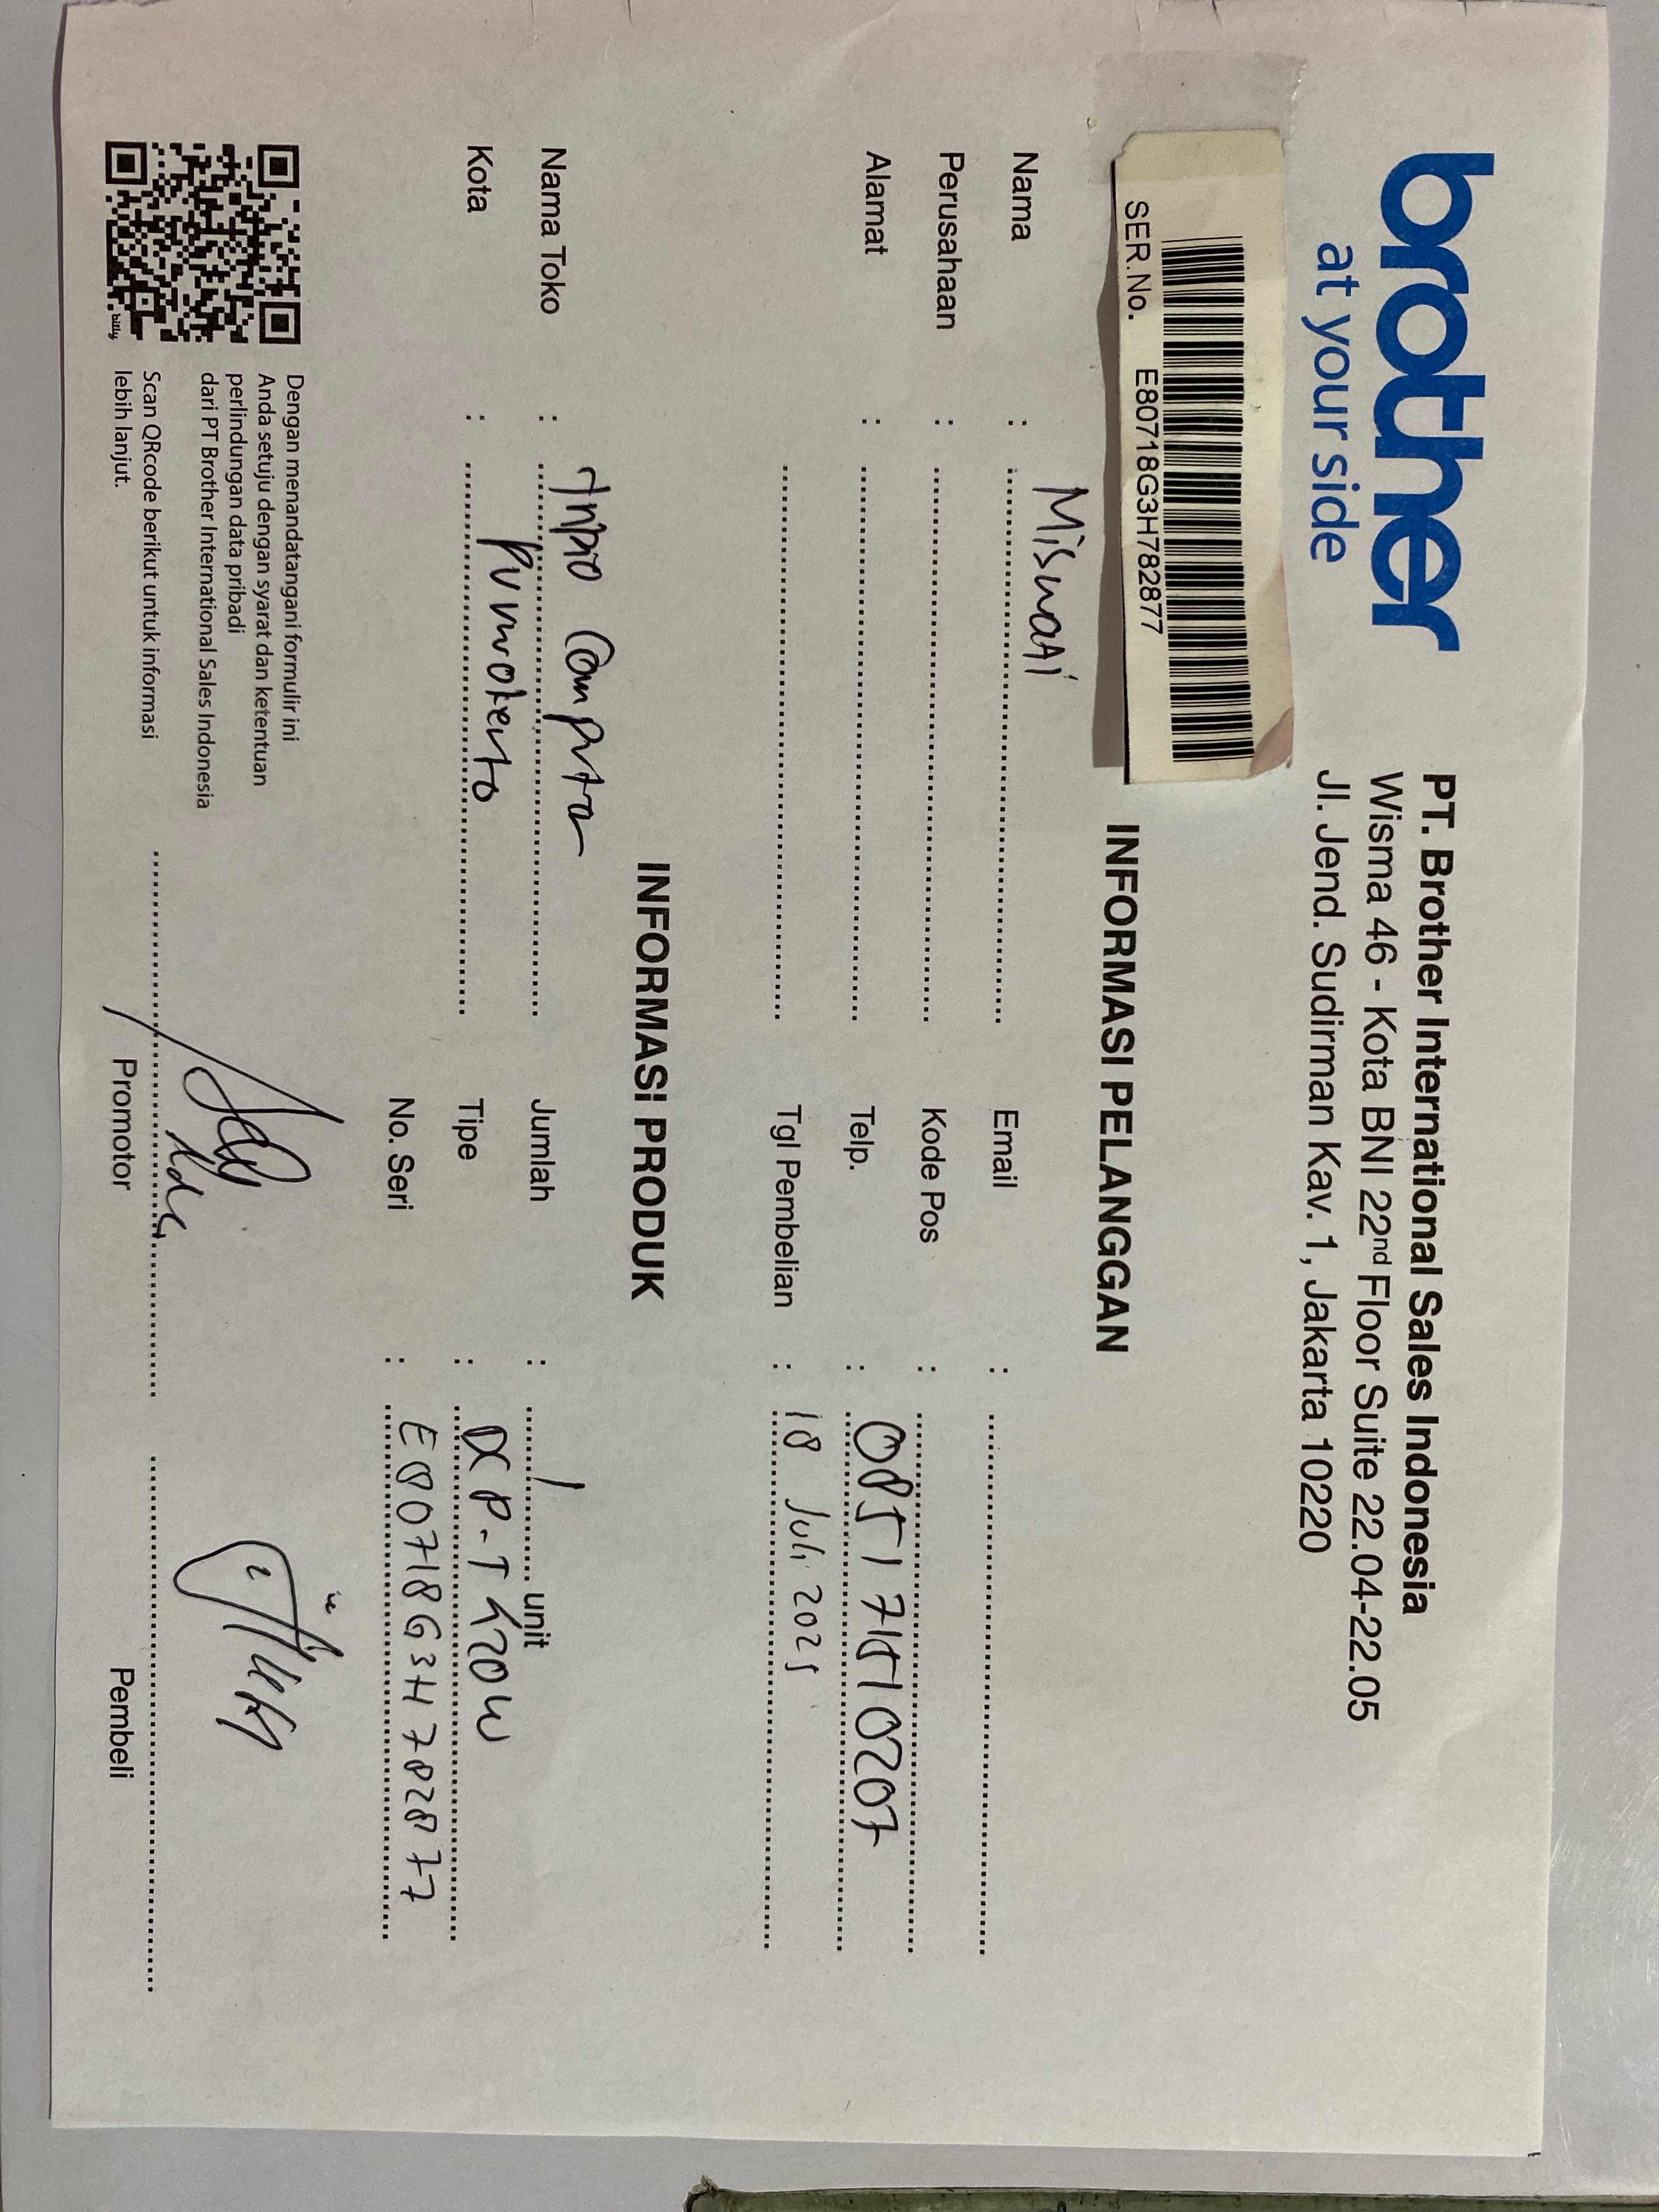 brother
at your side
PT. Brother International Sales Indonesia
Wisma 46 - Kota BNI 22nd Floor Suite 22.04-22.05
Jl. Jend. Sudirman Kav. 1, Jakarta 10220
SER.No. E80718G3H782877
INFORMASI PELANGGAN
Nama : Miswati
Email :
Perusahaan :
Kode Pos :
Alamat :
Telp. : 085171510207
Tgl Pembelian : 18 Juli 2025
INFORMASI PRODUK
Nama Toko : Computer
Jumlah : 1 unit
Kota : Purwokerto
Tipe : DCP-T420W
No. Seri : E80718G3H782877
Dengan menandatangani formulir ini
Anda setuju dengan syarat dan ketentuan
perlindungan data pribadi
dari PT Brother International Sales Indonesia
Scan QRcode berikut untuk informasi
lebih lanjut.
bitly
Promotor
Pembeli